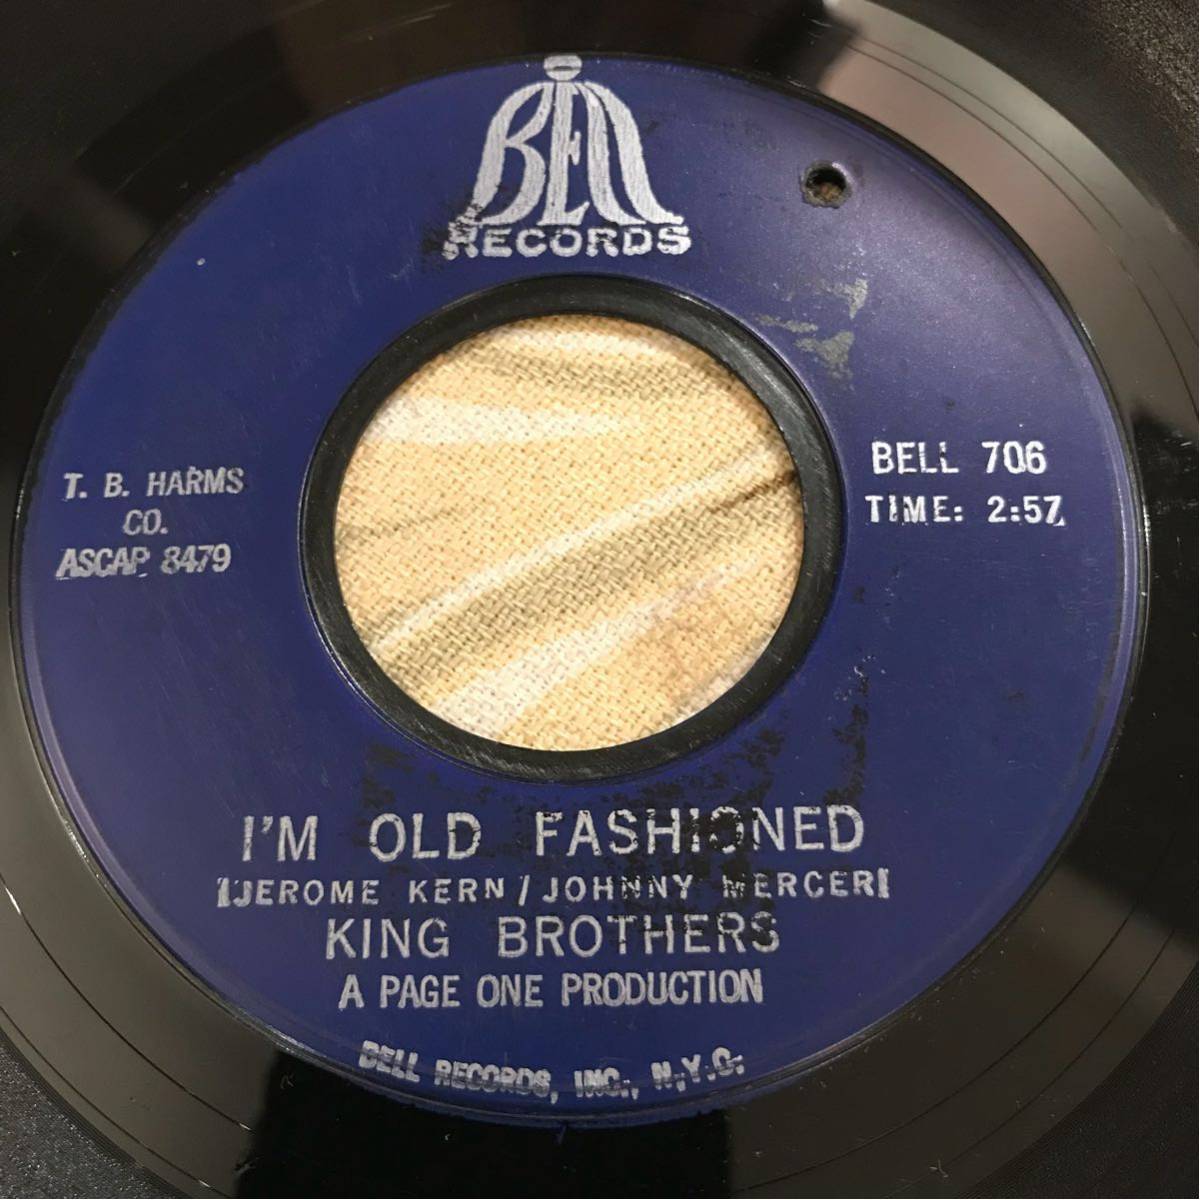 BELL
RECORDS
T. B. HARMS
CO.
ASCAP 8479
BELL 706
TIME: 2:57
I'M OLD FASHIONED
[JEROME KERN / JOHNNY MERCER]
KING BROTHERS
A PAGE ONE PRODUCTION
BELL RECORDS, INC., N.Y.C.